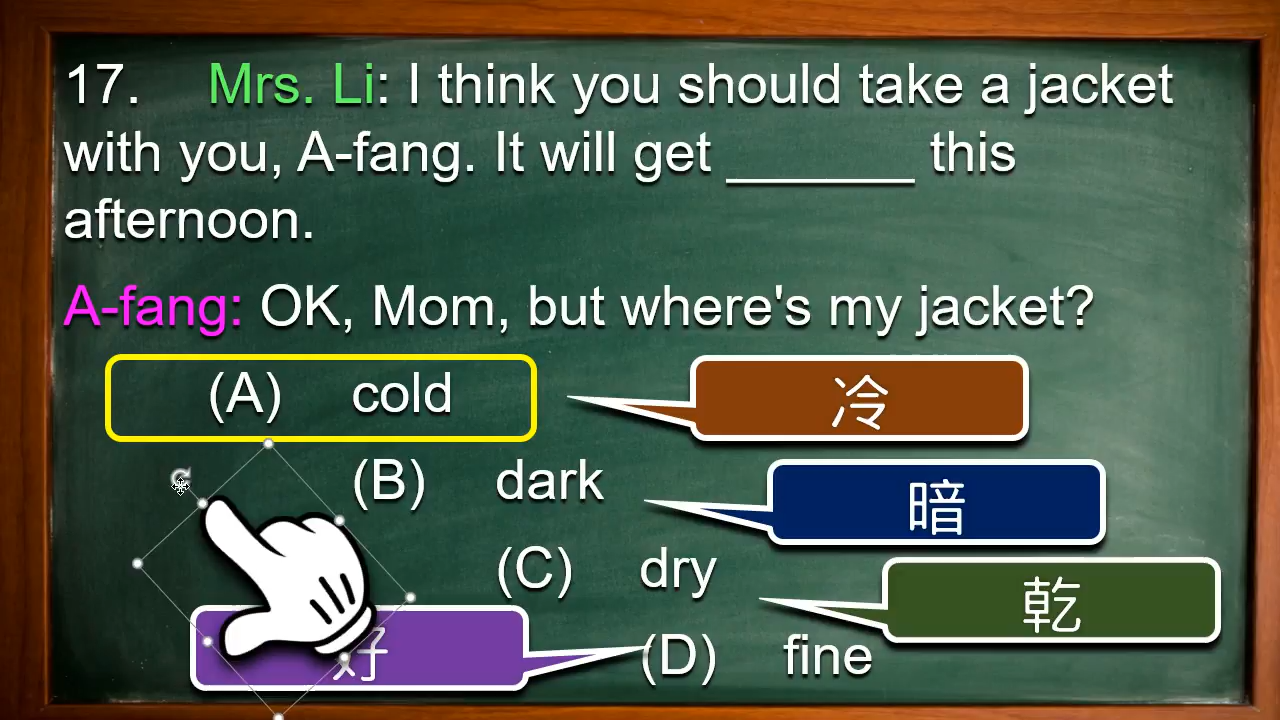 17. Mrs. Li: I think you should take a jacket
with you, A-fang. It will get _______ this
afternoon.
A-fang: OK, Mom, but where's my jacket?
(A) cold
冷
(B) dark
暗
(C) dry
乾
(D) fine
好